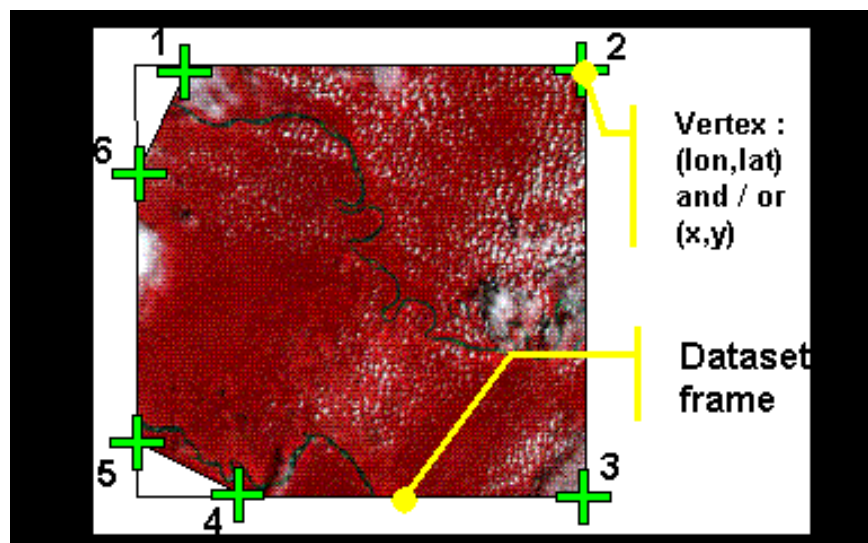 1
2
Vertex :
(lon,lat)
and / or
(x,y)
6
Dataset
frame
5
4
3